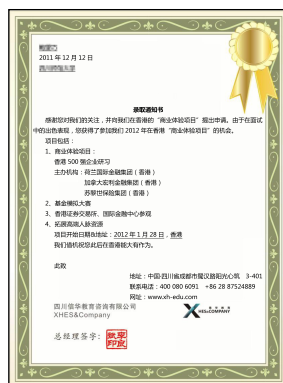 2011 年 12 月 12 日
录取通知书
感谢您对我们的关注，并向我们在香港的“商业体验项目”提出申请。由于在面试
中的出色表现，您获得了参加我们 2012 年在香港 “商业体验项目”的机会。
项目包括：
1、商业体验项目：
香港 500 强企业研习
主办机构：荷兰国际金融集团（香港）
加拿大宏利金融集团（香港）
苏黎世保险集团（香港）
2、基金模拟大赛
3、香港证券交易所、国际金融中心参观
4、拓展高端人脉资源
项目开始日期&地址：2012 年 1 月 28 日，香港
我们借机祝您此后在香港能大有作为。
此致
地址：中国·四川省成都市蜀汉路阳光心筑 3-401
联系电话：400 080 6091 +86 28 87524889
网址：www.xh-edu.com
四川信华教育咨询有限公司
XHES&Company
XHES&COMPANY
总经理签字：